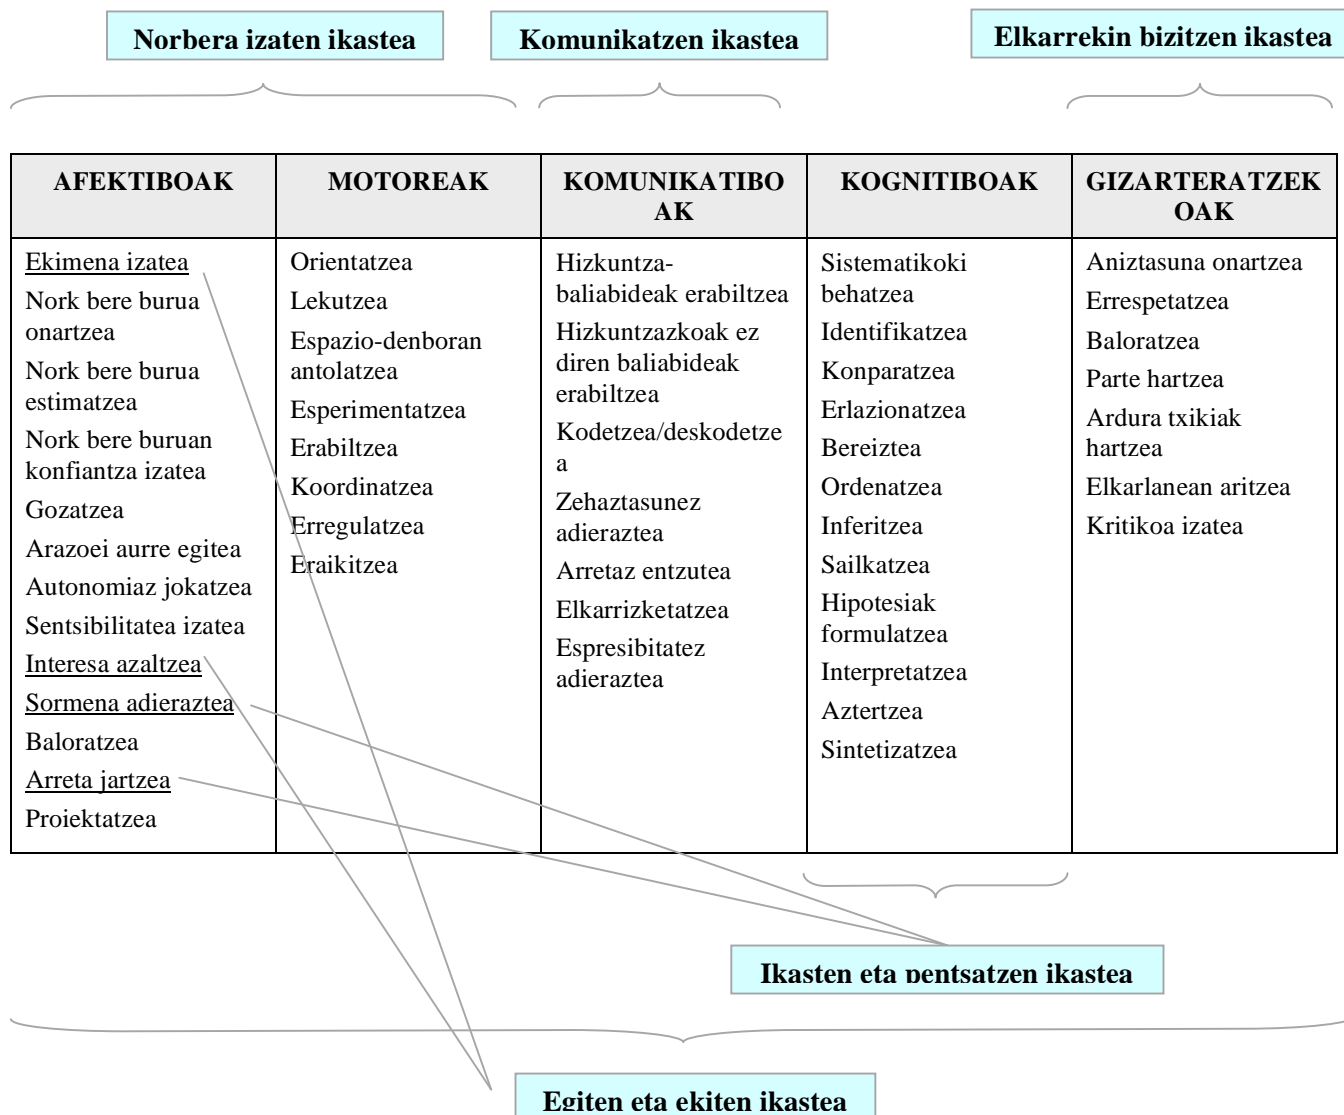 Norbera izaten ikastea
Komunikatzen ikastea
Elkarrekin bizitzen ikastea
AFEKTIBOAK
MOTOREAK
KOMUNIKATIBO
AK
KOGNITIBOAK
GIZARTERATZEK
OAK
Ekimena izatea
Nork bere burua
onartzea
Nork bere burua
estimatzea
Nork bere buruan
konfiantza izatea
Gozatzea
Arazoei aurre egitea
Autonomiaz jokatzea
Sentsibilitatea izatea
Interesa azaltzea
Sormena adieraztea
Baloratzea
Arreta jartzea
Proiektatzea
Orientatzea
Lekutzea
Espazio-denboran
antolatzea
Esperimentatzea
Erabiltzea
Koordinatzea
Erregulatzea
Eraikitzea
Hizkuntza-
baliabideak erabiltzea
Hizkuntzazkoak ez
diren baliabideak
erabiltzea
Kodetzea/deskodetze
a
Zehaztasunez
adieraztea
Arretaz entzutea
Elkarrizketatzea
Espresibitatez
adieraztea
Sistematikoki
behatzea
Identifikatzea
Konparatzea
Erlazionatzea
Bereiztea
Ordenatzea
Inferitzea
Sailkatzea
Hipotesiak
formulatzea
Interpretatzea
Aztertzea
Sintetizatzea
Aniztasuna onartzea
Errespetatzea
Baloratzea
Parte hartzea
Ardura txikiak
hartzea
Elkarlanean aritzea
Kritikoa izatea
Ikasten eta pentsatzen ikastea
Egiten eta ekiten ikastea